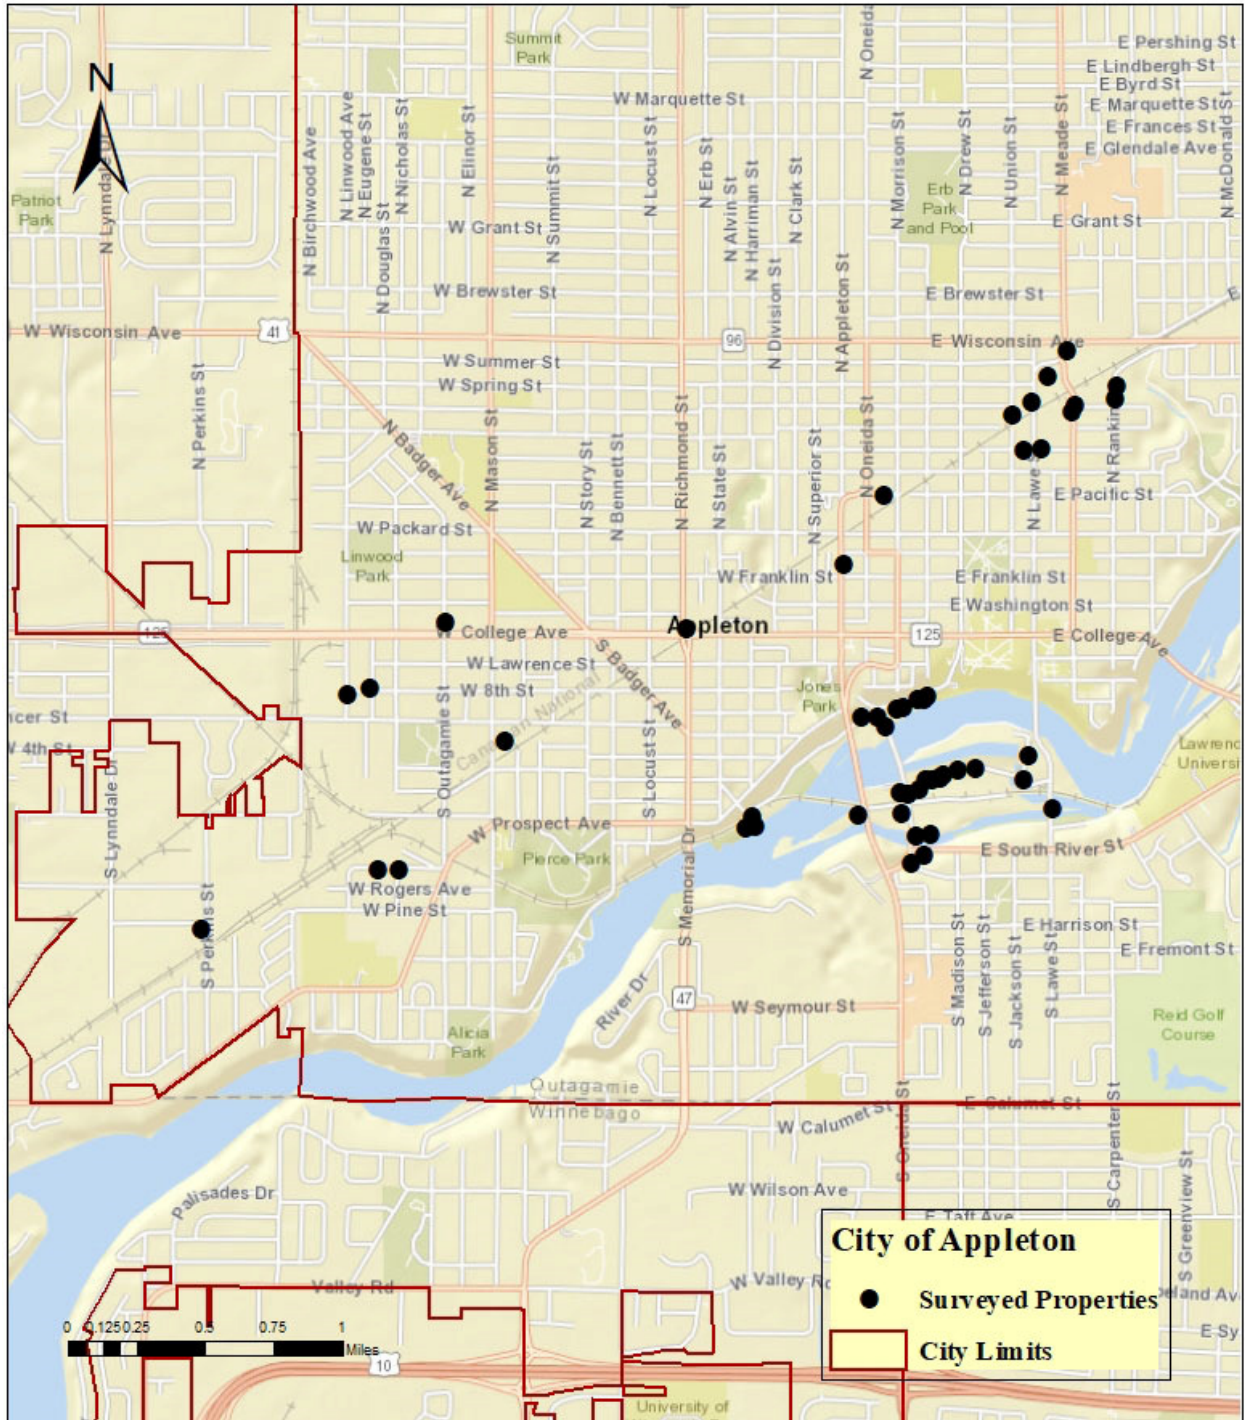 Summit
Park
N Oneida
E Pershing St
E Lindbergh St
E Byrd St
E Marquette St
E Frances St
E Glendale Ave
N
W Marquette St
N Lynndale Dr
N Birchwood Ave
N Linwood Ave
N Eugene St
N Nicholas St
N Douglas St
N Elinor St
N Summit St
N Locust St
N Erb St
N Alvin St
N Harriman St
N Clark St
N Division St
N Appleton St
N Morrison St
N Drew St
N Union St
N Meade St
N McDonald St
Patriot
Park
Erb
Park
and Pool
W Grant St
E Grant St
W Brewster St
E Brewster St
W Wisconsin Ave
41
96
E Wisconsin Ave
E
W Summer St
W Spring St
N Perkins St
N Badger Ave
N Mason St
N Story St
N Bennett St
N Richmond St
N State St
N Superior St
N Oneida St
N Lawe S
N Rankin
E Pacific St
W Packard St
Linwood
Park
W Franklin St
E Franklin St
E Washington St
125
W College Ave
Appleton
125
E College Ave
W Lawrence St
S Badger Ave
W 8th St
Canadian National
Jones
Park
ncer St
W 4th St
S Lynndale Dr
S Outagamie St
S Locust St
Lawrenc
Universi
W Prospect Ave
Pierce Park
E South River St
W Rogers Ave
W Pine St
S Perkins St
S Memorial Dr
S Madison St
S Jefferson St
S Jackson St
S Lawe St
E Harrison St
E Fremont St
River Dr
47
W Seymour St
Reid Golf
Course
Alicia
Park
Outagamie
Winnebago
W Calumet St
E Calumet St
S Oneida St
S Carpenter St
S Greenview St
Palisades Dr
W Wilson Ave
E Taft Ave
Valley Rd
W Valley Rd
City of Appleton
Surveyed Properties
City Limits
eland Av
E Sy
0 0.125 0.25 0.5 0.75 1
Miles
10
University of